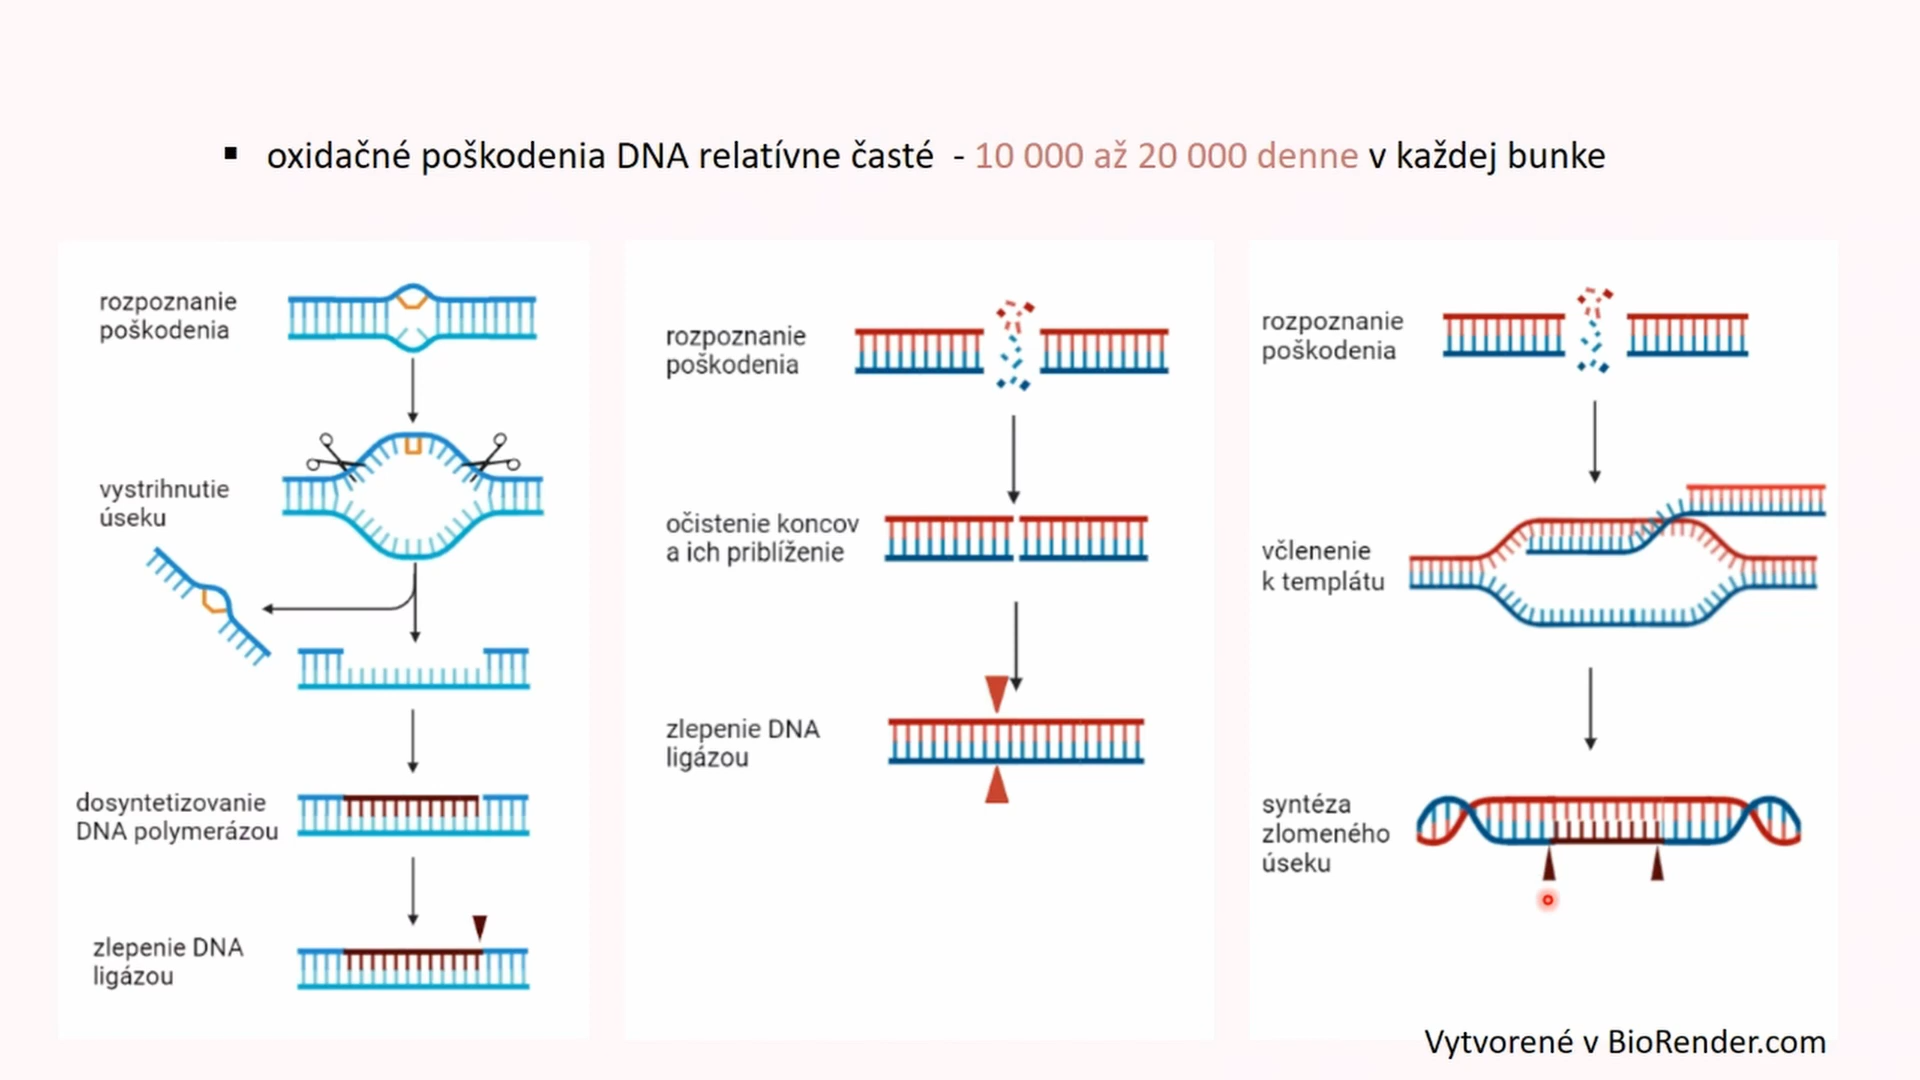 ▪ oxidačné poškodenia DNA relatívne časté - 10 000 až 20 000 denne v každej bunke
rozpoznanie
poškodenia
vystrihnutie
úseku
dosyntetizovanie
DNA polymerázou
zlepenie DNA
ligázou
rozpoznanie
poškodenia
očistenie koncov
a ich priblíženie
zlepenie DNA
ligázou
rozpoznanie
poškodenia
včlenenie
k templátu
syntéza
zlomeného
úseku
Vytvorené v BioRender.com